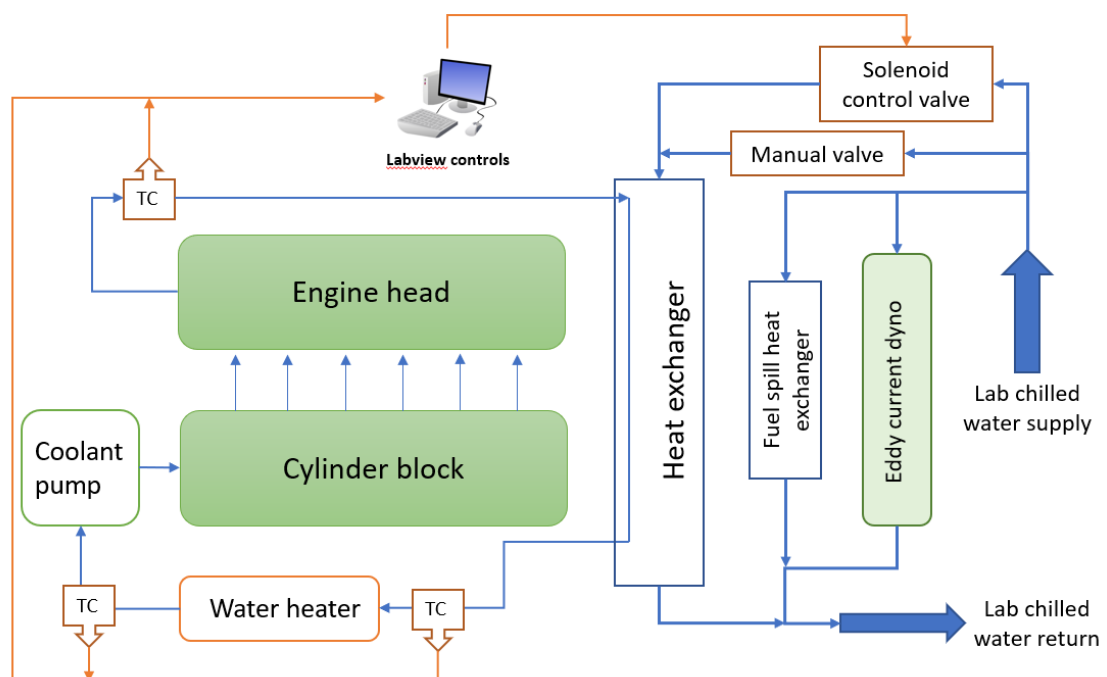 Solenoid
control valve
Labview controls
Manual valve
TC
Engine head
Heat exchanger
Fuel spill heat
exchanger
Eddy current dyno
Lab chilled
water supply
Coolant
pump
Cylinder block
TC
Water heater
TC
Lab chilled
water return